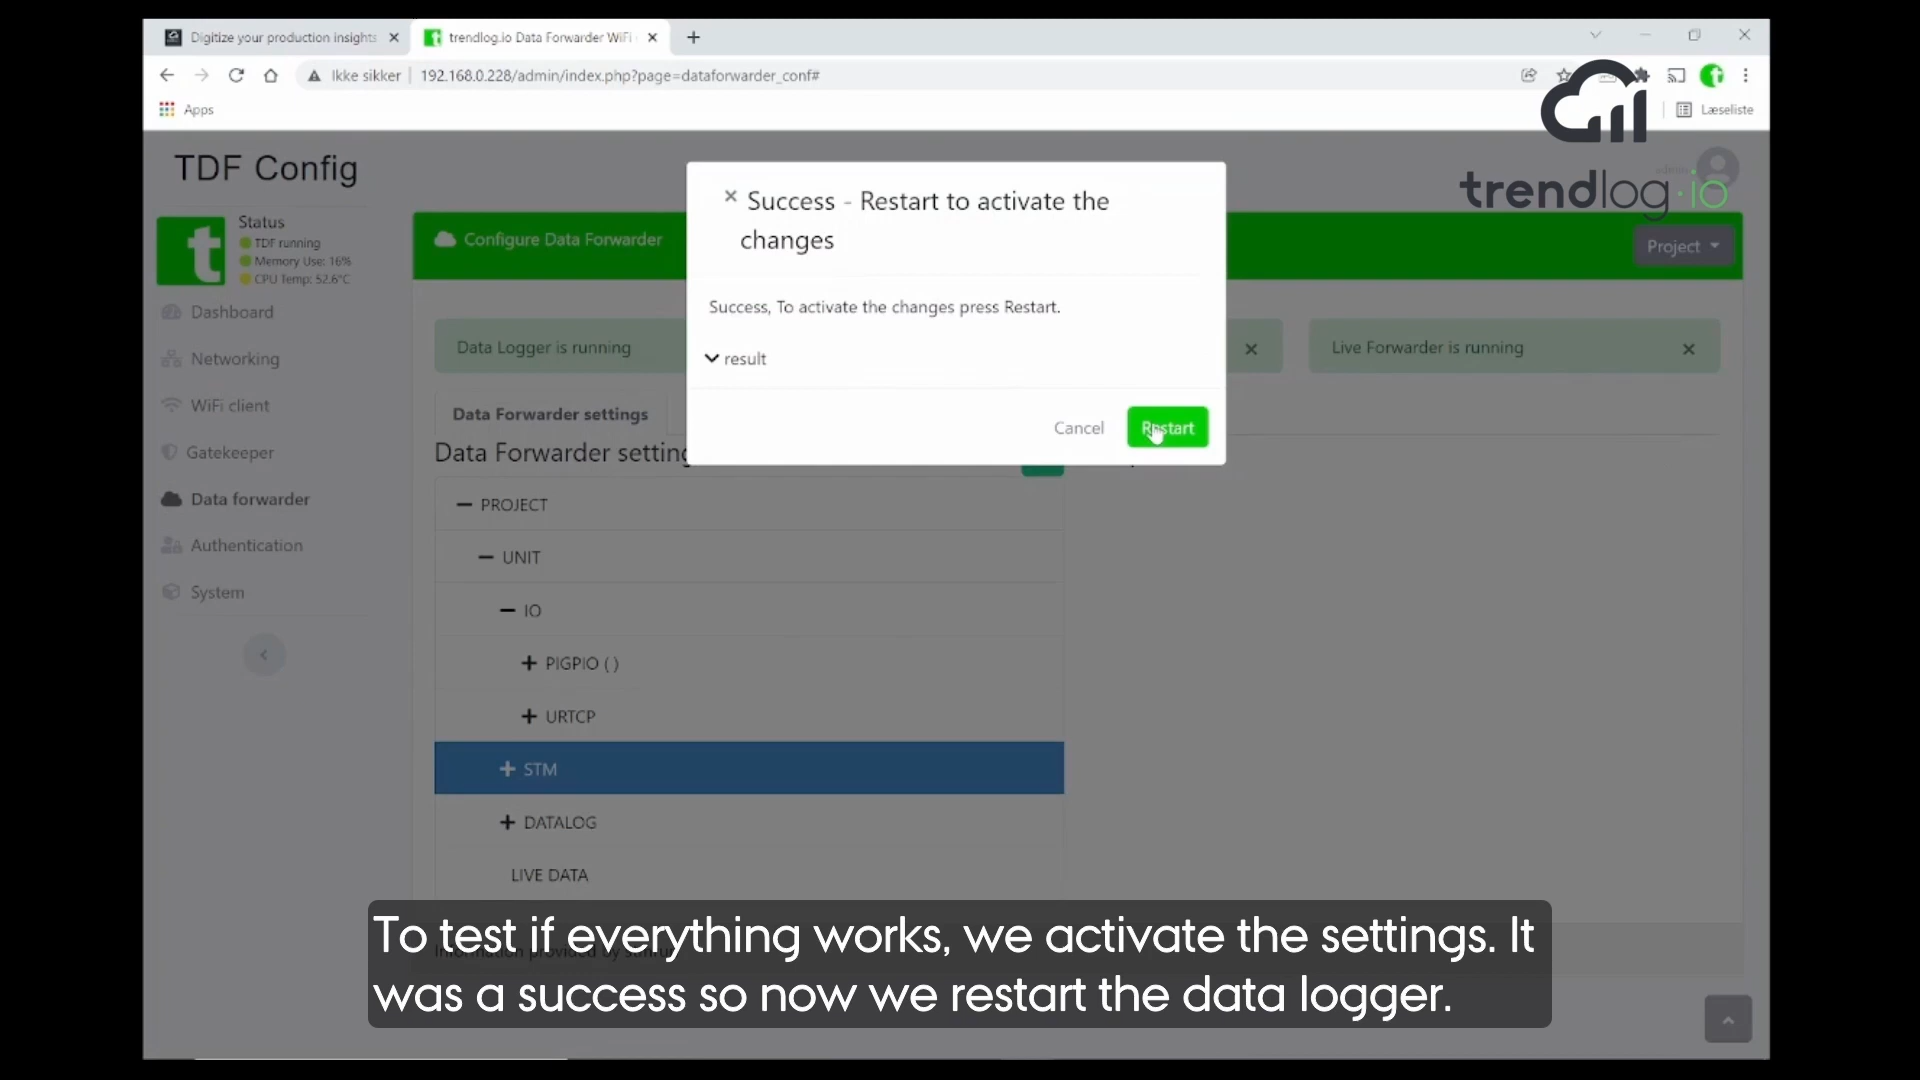 Digitize your production insights
trendlog.io Data Forwarder WiFi
Ikke sikker
192.168.0.228/admin/index.php?page=dataforwarder_conf#
Apps
Læseliste
TDF Config
trendlog.io
Status
TDF running
Memory Use: 16%
CPU Temp: 52.6°C
Dashboard
Networking
WiFi client
Gatekeeper
Data forwarder
Authentication
System
Configure Data Forwarder
Project
Data Logger is running
Live Forwarder is running
Success - Restart to activate the
changes
Success, To activate the changes press Restart.
result
Cancel
Restart
Data Forwarder settings
Data Forwarder setting
PROJECT
UNIT
IO
PIGPIO ( )
URTCP
STM
DATALOG
LIVE DATA
To test if everything works, we activate the settings. It
was a success so now we restart the data logger.